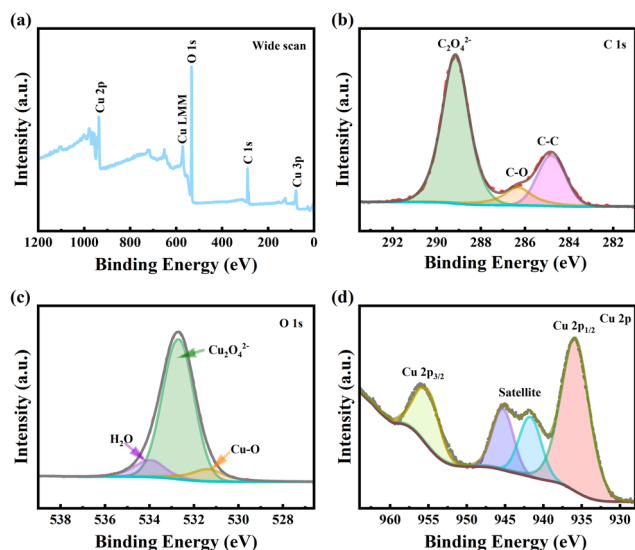 (a)
Wide scan
O 1s
Cu 2p
Cu LMM
C 1s
Cu 3p
Intensity (a.u.)
1200 1000 800 600 400 200 0
Binding Energy (eV)
(b)
C 1s
C₂O₄²⁻
C-O
C-C
Intensity (a.u.)
292 290 288 286 284 282
Binding Energy (eV)
(c)
O 1s
Cu₂O₄²⁻
H₂O
Cu-O
Intensity (a.u.)
538 536 534 532 530 528
Binding Energy (eV)
(d)
Cu 2p
Cu 2p₁/₂
Cu 2p₃/₂
Satellite
Intensity (a.u.)
960 955 950 945 940 935 930
Binding Energy (eV)